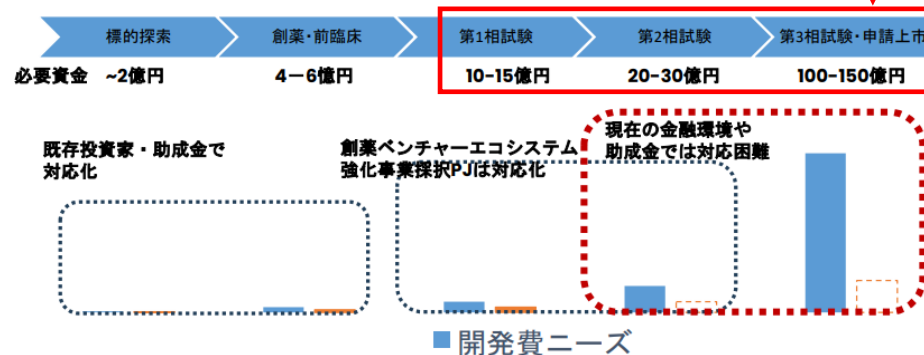 標的探索
創薬・前臨床
第1相試験
第2相試験
第3相試験・申請上市
必要資金 ~2億円
4－6憶円
10-15億円
20-30億円
100-150億円
既存投資家・助成金で
対応化
創薬ベンチャーエコシステム
強化事業採択PJは対応化
現在の金融環境や
助成金では対応困難
開発費ニーズ